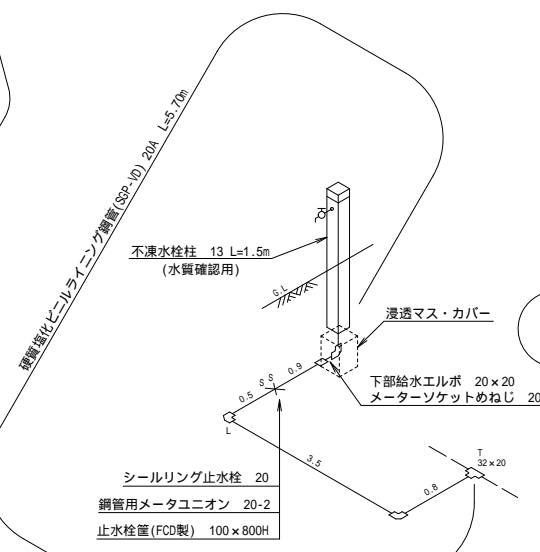 硬質塩化ビニルライニング鋼管(SGP-VD) 20A L=5.70m
不凍水栓柱 13 L=1.5m
(水質確認用)
G.L
浸透マス・カバー
下部給水エルボ 20×20
メーターソケットめねじ 20
S.S
0.9
0.5
L
3.5
T
32×20
0.8
シールリング止水栓 20
鋼管用メータユニオン 20-2
止水栓筐(FCD製) 100×800H